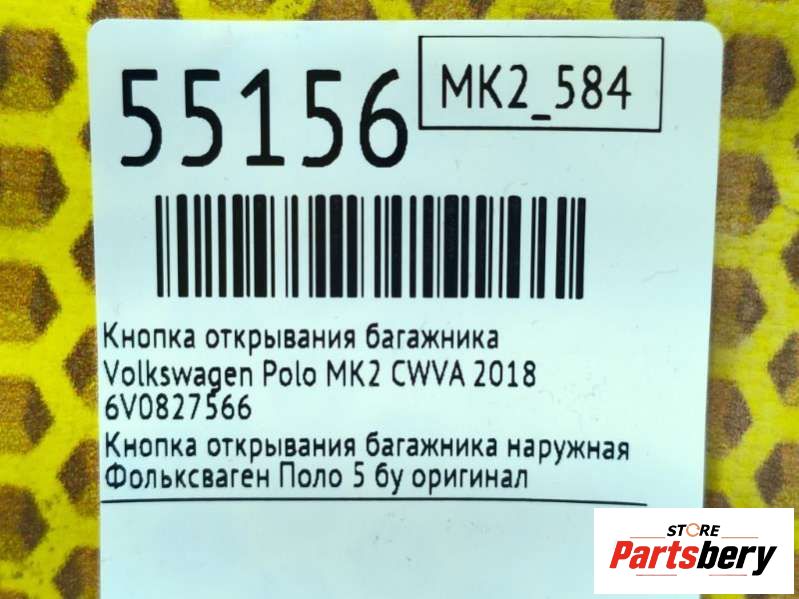 55156
MK2_584
Кнопка открывания багажника
Volkswagen Polo MK2 CWVA 2018
6V0827566
Кнопка открывания багажника наружная
Фольксваген Поло 5 бу оригинал
STORE
Partsbery